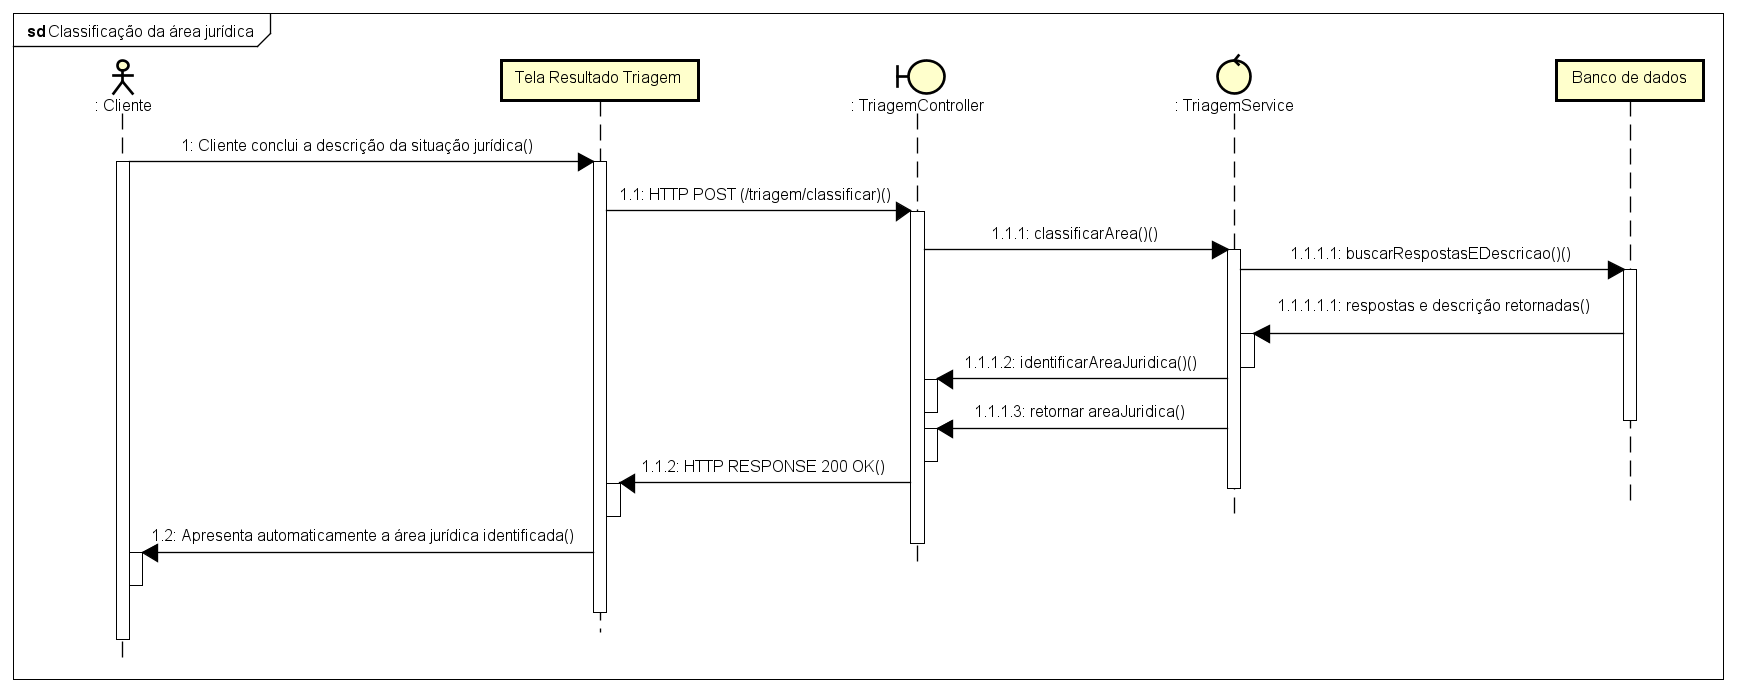 sd Classificação da área jurídica
: Cliente
Tela Resultado Triagem
: TriagemController
: TriagemService
Banco de dados
1: Cliente conclui a descrição da situação jurídica()
1.1: HTTP POST (/triagem/classificar)()
1.1.1: classificarArea()()
1.1.1.1: buscarRespostasEDescricao()()
1.1.1.1.1: respostas e descrição retornadas()
1.1.1.2: identificarAreaJuridica()()
1.1.1.3: retornar areaJuridica()
1.1.2: HTTP RESPONSE 200 OK()
1.2: Apresenta automaticamente a área jurídica identificada()